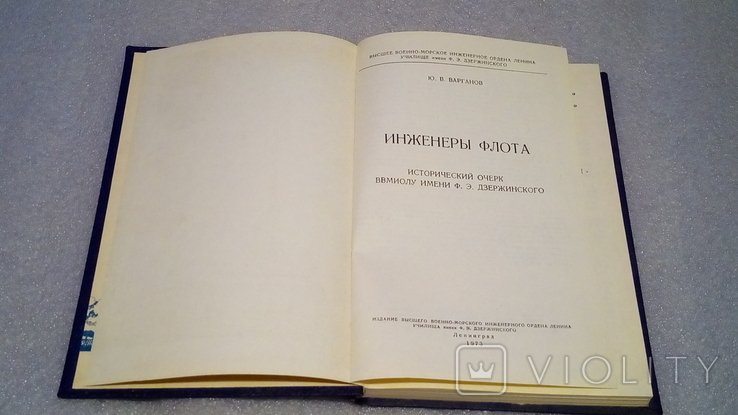 ВЫСШЕЕ ВОЕННО-МОРСКОЕ ИНЖЕНЕРНОЕ ОРДЕНА ЛЕНИНА
УЧИЛИЩЕ имени Ф. Э. ДЗЕРЖИНСКОГО
Ю. В. ВАРГАНОВ
ИНЖЕНЕРЫ ФЛОТА
ИСТОРИЧЕСКИЙ ОЧЕРК
ВВМИОЛУ ИМЕНИ Ф. Э. ДЗЕРЖИНСКОГО
ИЗДАНИЕ ВЫСШЕГО ВОЕННО-МОРСКОГО ИНЖЕНЕРНОГО ОРДЕНА ЛЕНИНА
УЧИЛИЩА имени Ф. Э. ДЗЕРЖИНСКОГО
Ленинград
1973
VIOLITY